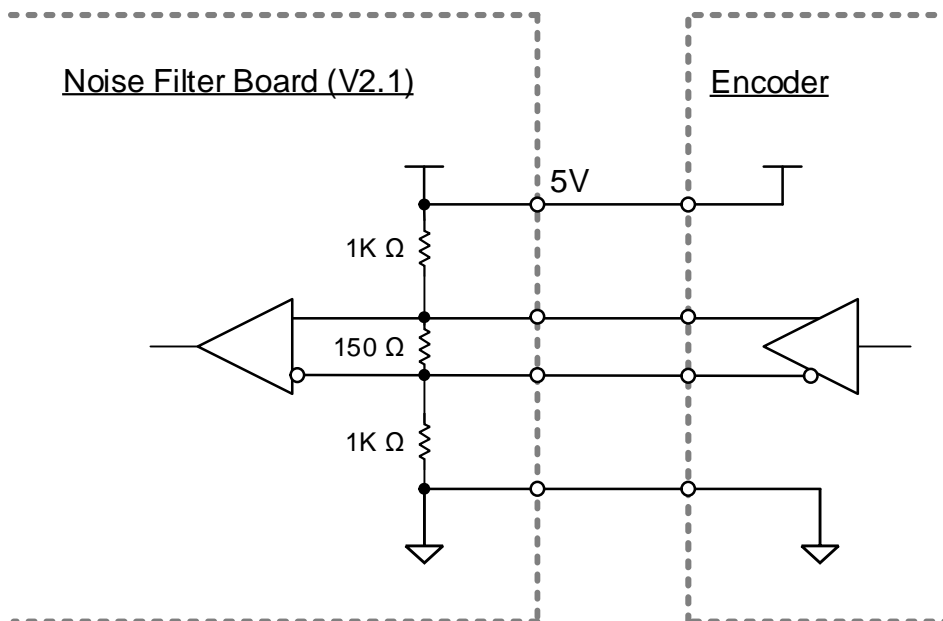 Noise Filter Board (V2.1)
Encoder
5V
1K Ω
150 Ω
1K Ω